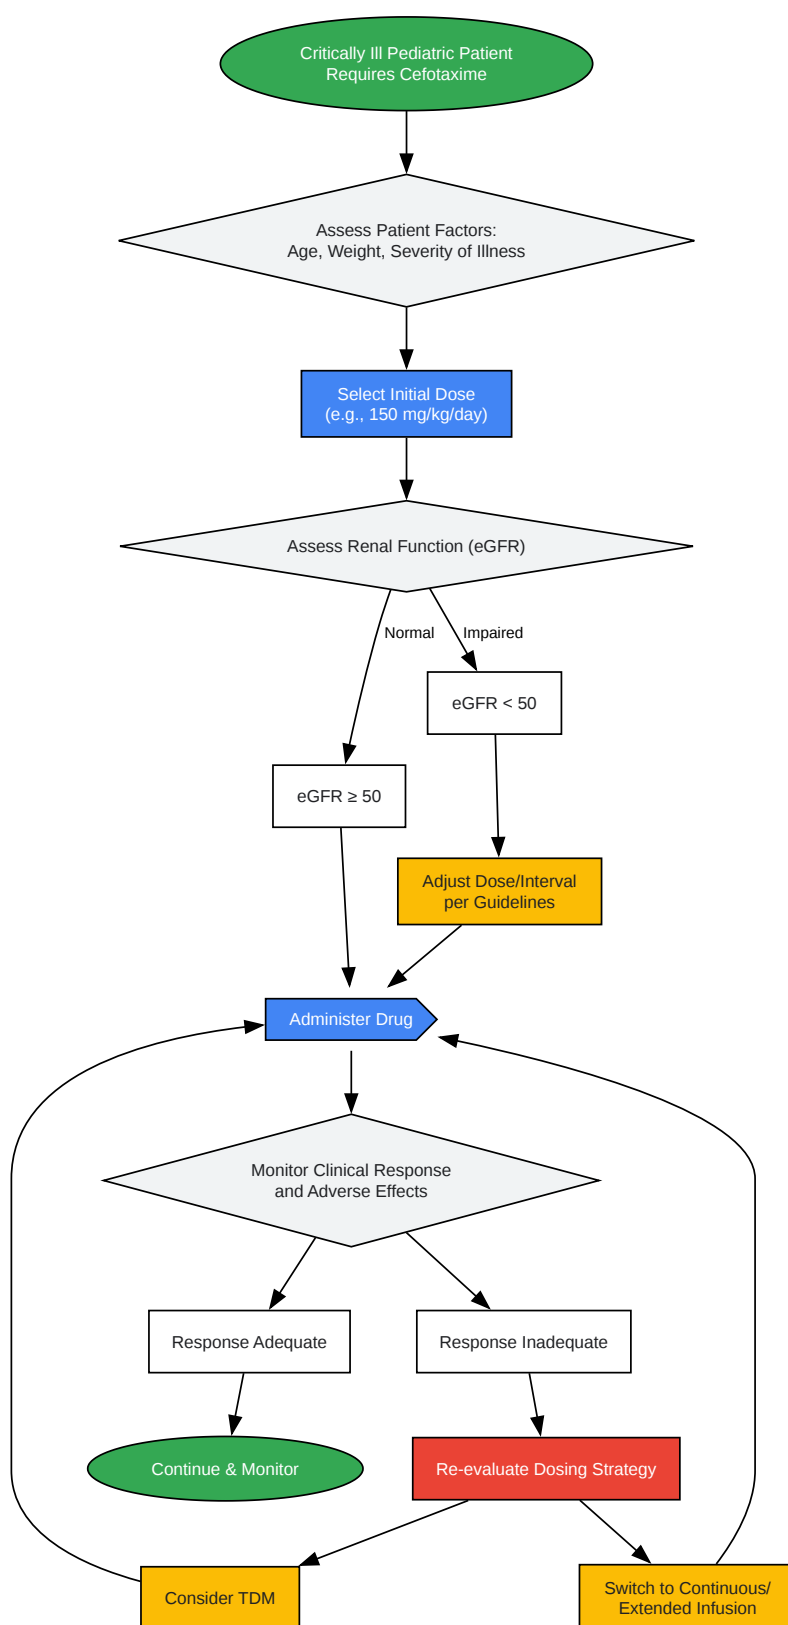 Critically Ill Pediatric Patient
Requires Cefotaxime
Assess Patient Factors:
Age, Weight, Severity of Illness
Select Initial Dose
(e.g., 150 mg/kg/day)
Assess Renal Function (eGFR)
Normal
Impaired
eGFR < 50
eGFR ≥ 50
Adjust Dose/Interval
per Guidelines
Administer Drug
Monitor Clinical Response
and Adverse Effects
Response Adequate
Response Inadequate
Continue & Monitor
Re-evaluate Dosing Strategy
Consider TDM
Switch to Continuous/
Extended Infusion